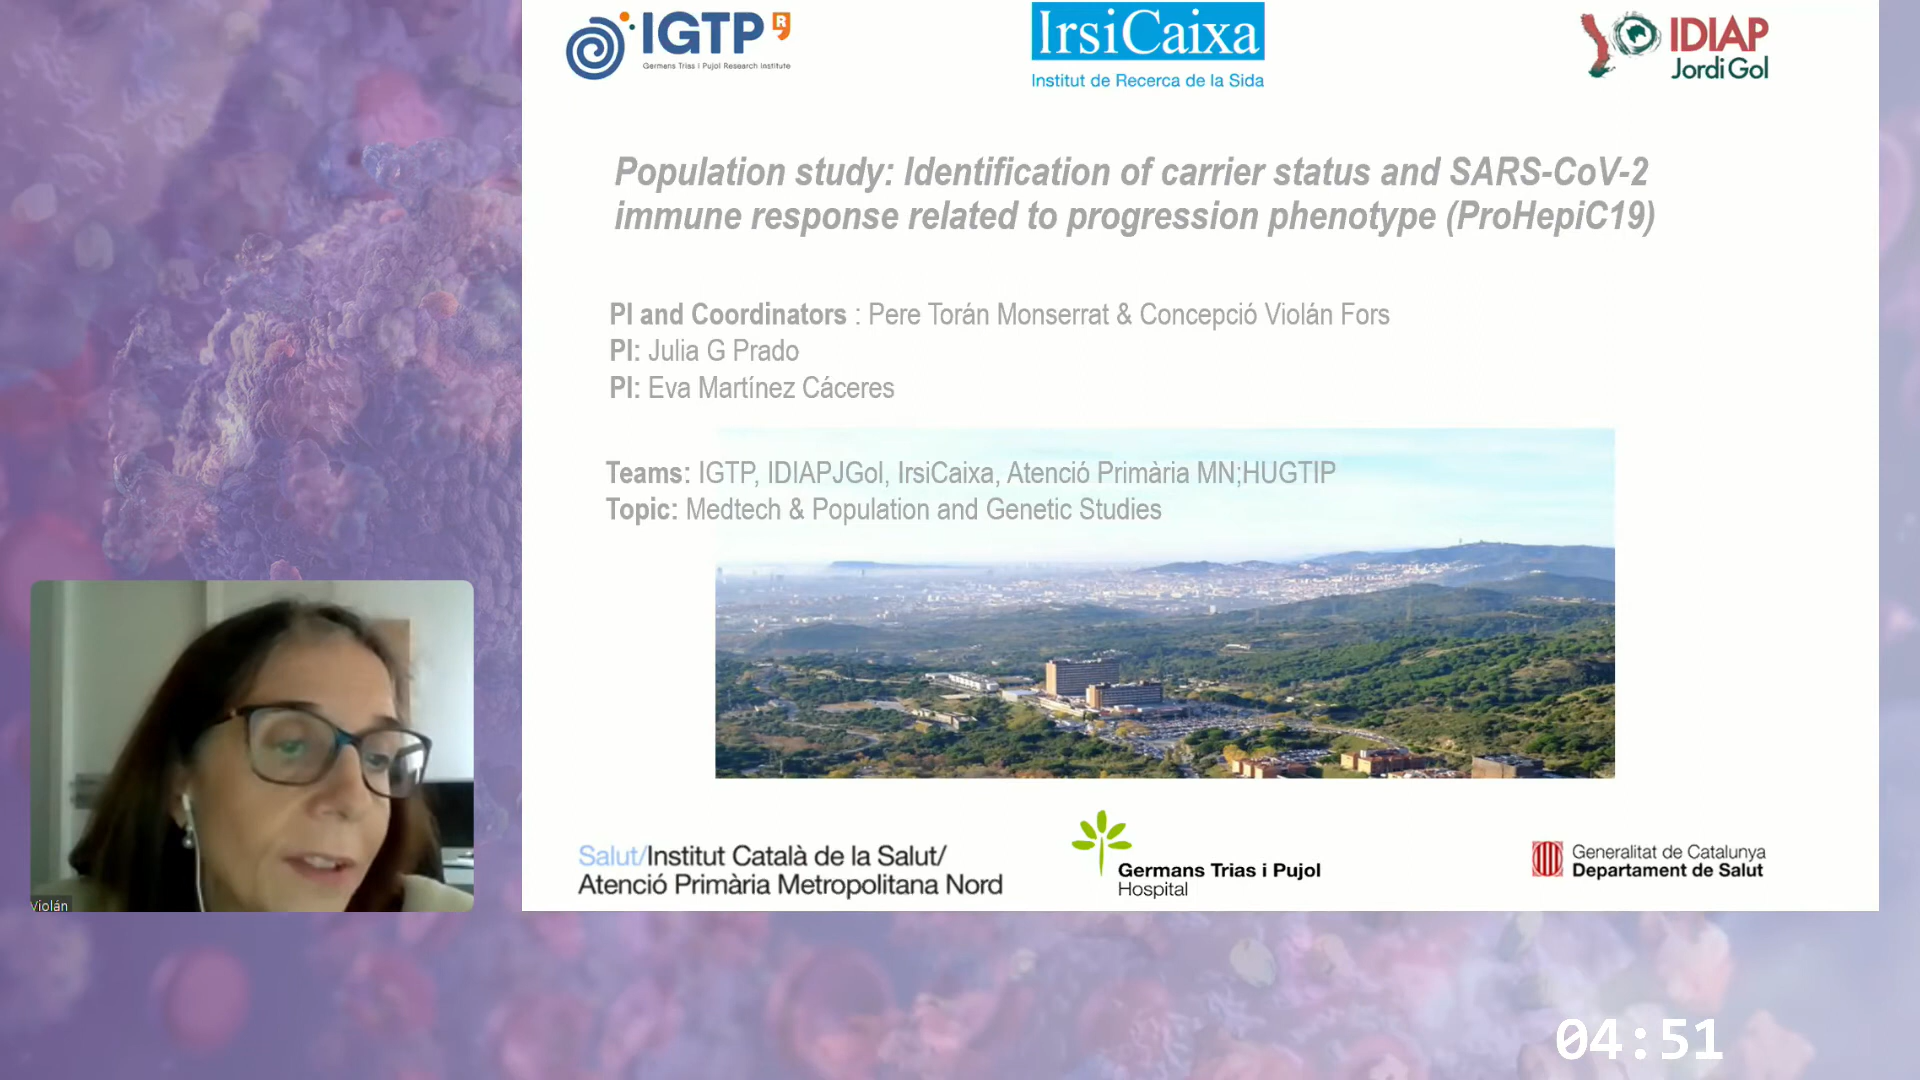 IGTP
Germans Trias i Pujol Research Institute
IrsiCaixa
Institut de Recerca de la Sida
IDIAP
Jordi Gol
Population study: Identification of carrier status and SARS-CoV-2
immune response related to progression phenotype (ProHepiC19)
PI and Coordinators : Pere Torán Monserrat & Concepció Violán Fors
PI: Julia G Prado
PI: Eva Martínez Cáceres
Teams: IGTP, IDIAPJGol, IrsiCaixa, Atenció Primària MN;HUGTIP
Topic: Medtech & Population and Genetic Studies
Salut/Institut Català de la Salut/
Atenció Primària Metropolitana Nord
Germans Trias i Pujol
Hospital
Generalitat de Catalunya
Departament de Salut
Violán
04:51